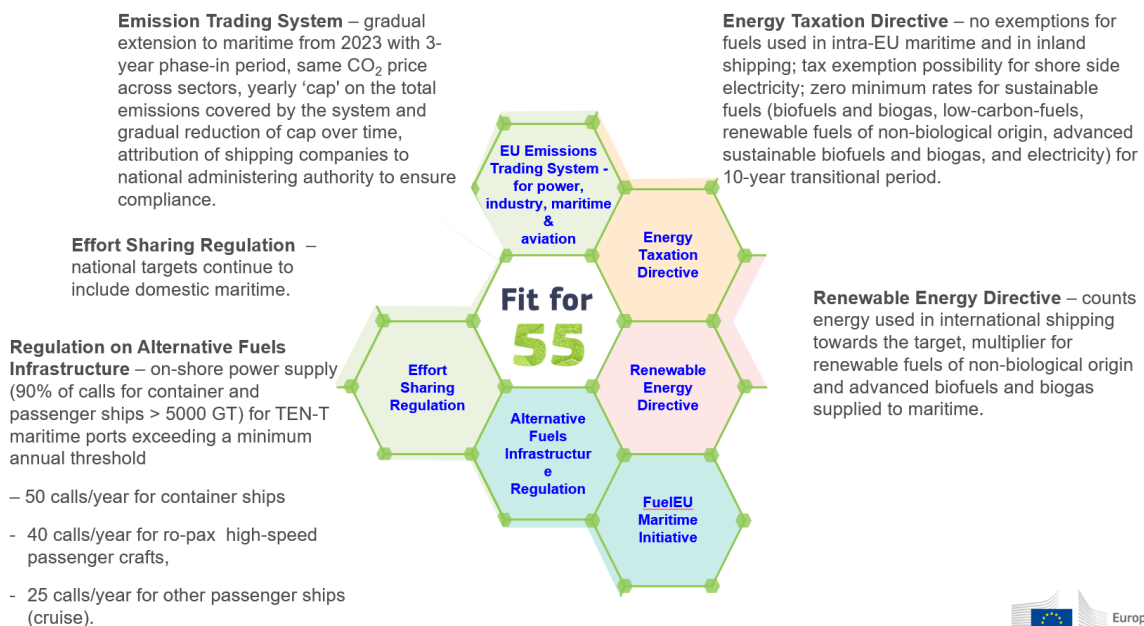 Emission Trading System – gradual
extension to maritime from 2023 with 3-
year phase-in period, same CO₂ price
across sectors, yearly ‘cap' on the total
emissions covered by the system and
gradual reduction of cap over time,
attribution of shipping companies to
national administering authority to ensure
compliance.
Energy Taxation Directive – no exemptions for
fuels used in intra-EU maritime and in inland
shipping; tax exemption possibility for shore side
electricity; zero minimum rates for sustainable
fuels (biofuels and biogas, low-carbon-fuels,
renewable fuels of non-biological origin, advanced
sustainable biofuels and biogas, and electricity) for
10-year transitional period.
Effort Sharing Regulation –
national targets continue to
include domestic maritime.
Regulation on Alternative Fuels
Infrastructure – on-shore power supply
(90% of calls for container and
passenger ships > 5000 GT) for TEN-T
maritime ports exceeding a minimum
annual threshold
– 50 calls/year for container ships
- 40 calls/year for ro-pax high-speed
passenger crafts,
- 25 calls/year for other passenger ships
(cruise).
EU Emissions
Trading System -
for power,
industry, maritime
&
aviation
Energy
Taxation
Directive
Fit for
55
Effort
Sharing
Regulation
Renewable
Energy
Directive
Alternative
Fuels
Infrastructur
e
Regulation
FuelEU
Maritime
Initiative
Renewable Energy Directive – counts
energy used in international shipping
towards the target, multiplier for
renewable fuels of non-biological origin
and advanced biofuels and biogas
supplied to maritime.
Europ